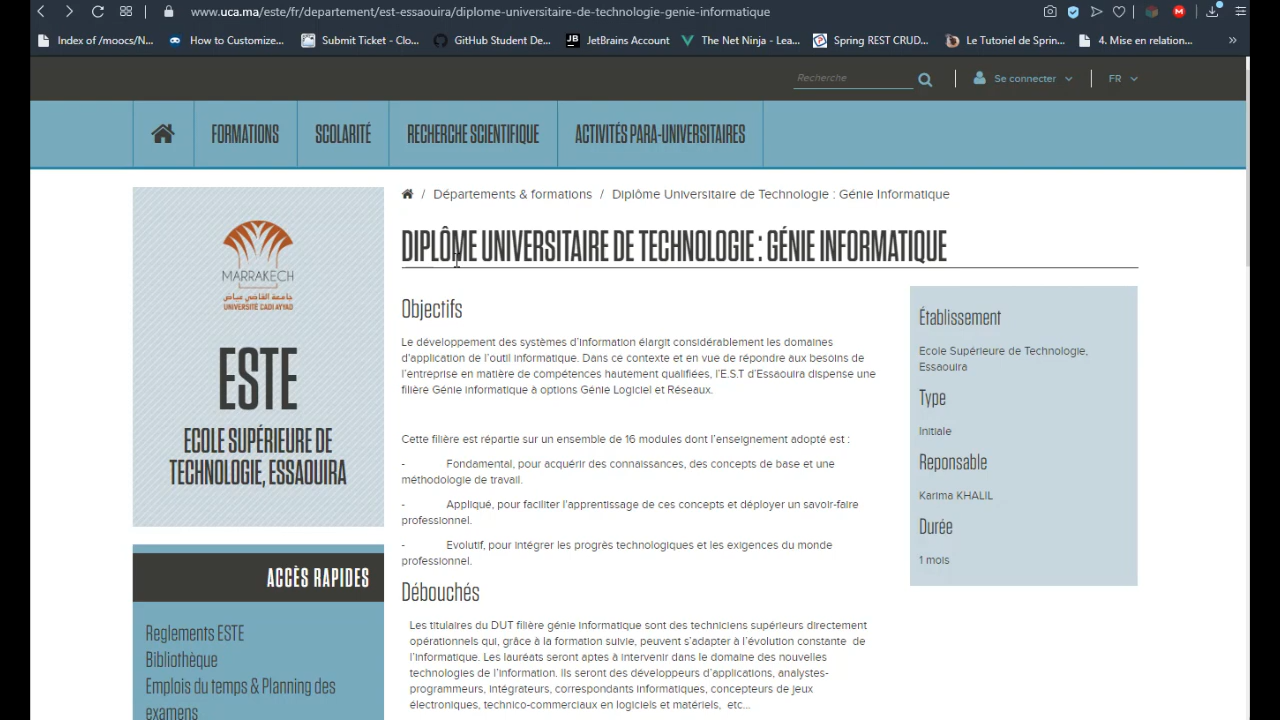 www.uca.ma/este/fr/departement/est-essaouira/diplome-universitaire-de-technologie-genie-informatique
Index of /moocs/N... How to Customize... Submit Ticket - Clo... GitHub Student De... JetBrains Account The Net Ninja - Lea... Spring REST CRUD... Le Tutoriel de Sprin... 4. Mise en relation... »
Recherche Se connecter FR
FORMATIONS SCOLARITÉ RECHERCHE SCIENTIFIQUE ACTIVITÉS PARA-UNIVERSITAIRES
/ Départements & formations / Diplôme Universitaire de Technologie : Génie Informatique
MARRAKECH
جامعة القاضي عياض
UNIVERSITÉ CADI AYYAD
ESTE
ECOLE SUPÉRIEURE DE
TECHNOLOGIE, ESSAOUIRA
ACCÈS RAPIDES
Reglements ESTE
Bibliothèque
Emplois du temps & Planning des
examens
DIPLÔME UNIVERSITAIRE DE TECHNOLOGIE : GÉNIE INFORMATIQUE
Objectifs
Le développement des systèmes d'information élargit considérablement les domaines
d'application de l'outil informatique. Dans ce contexte et en vue de répondre aux besoins de
l'entreprise en matière de compétences hautement qualifiées, l'E.S.T d'Essaouira dispense une
filière Génie informatique à options Génie Logiciel et Réseaux.
Cette filière est répartie sur un ensemble de 16 modules dont l'enseignement adopté est :
- Fondamental, pour acquérir des connaissances, des concepts de base et une
méthodologie de travail.
- Appliqué, pour faciliter l'apprentissage de ces concepts et déployer un savoir-faire
professionnel.
- Evolutif, pour intégrer les progrès technologiques et les exigences du monde
professionnel.
Débouchés
Les titulaires du DUT filière génie informatique sont des techniciens supérieurs directement
opérationnels qui, grâce à la formation suivie, peuvent s'adapter à l'évolution constante de
l'informatique. Les lauréats seront aptes à intervenir dans le domaine des nouvelles
technologies de l'information. Ils seront des développeurs d'applications, analystes-
programmeurs, intégrateurs, correspondants informatiques, concepteurs de jeux
électroniques, technico-commerciaux en logiciels et matériels, etc...
Établissement
Ecole Supérieure de Technologie,
Essaouira
Type
Initiale
Reponsable
Karima KHALIL
Durée
1 mois